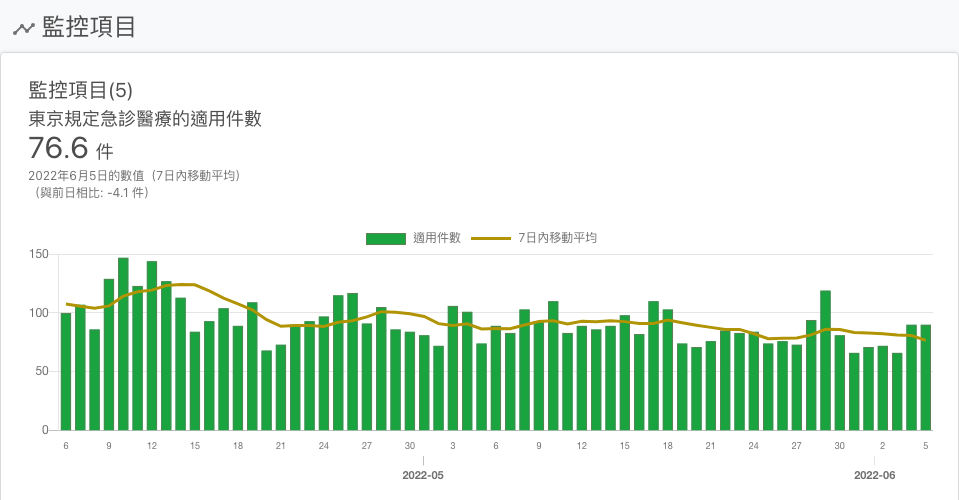 監控項目
監控項目(5)
東京規定急診醫療的適用件數
76.6 件
2022年6月5日的數值（7日內移動平均）
（與前日相比: -4.1 件）
適用件數 7日內移動平均
150
100
50
0
6 9 12 15 18 21 24 27 30 3 6 9 12 15 18 21 24 27 30 2 5
2022-05 2022-06